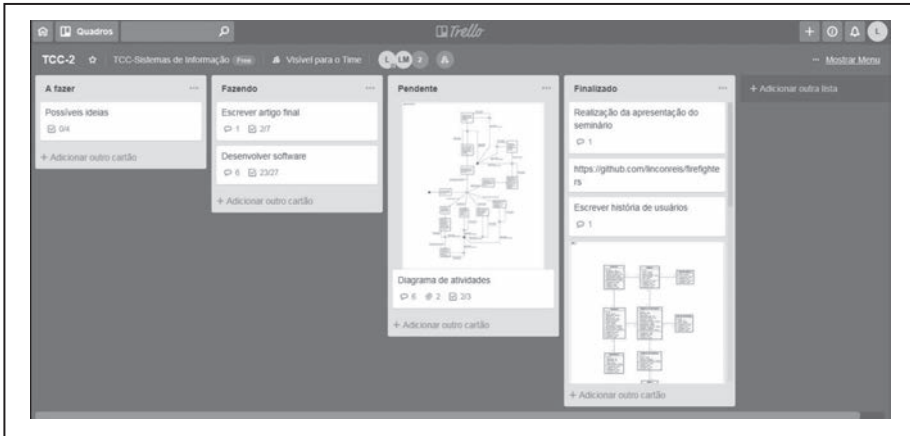 Quadros
Trello
L
TCC-2
TCC-Sistemas de Informação
Free
Visível para o Time
L
LM
2
Mostrar Menu
A fazer
Possíveis ideias
0/4
+ Adicionar outro cartão
Fazendo
Escrever artigo final
1
2/7
Desenvolver software
6
23/27
+ Adicionar outro cartão
Pendente
Diagrama de atividades
6
2
2/3
+ Adicionar outro cartão
Finalizado
Realização da apresentação do
seminário
1
https://github.com/linconreis/firefighte
rs
Escrever história de usuários
1
+ Adicionar outro cartão
+ Adicionar outra lista